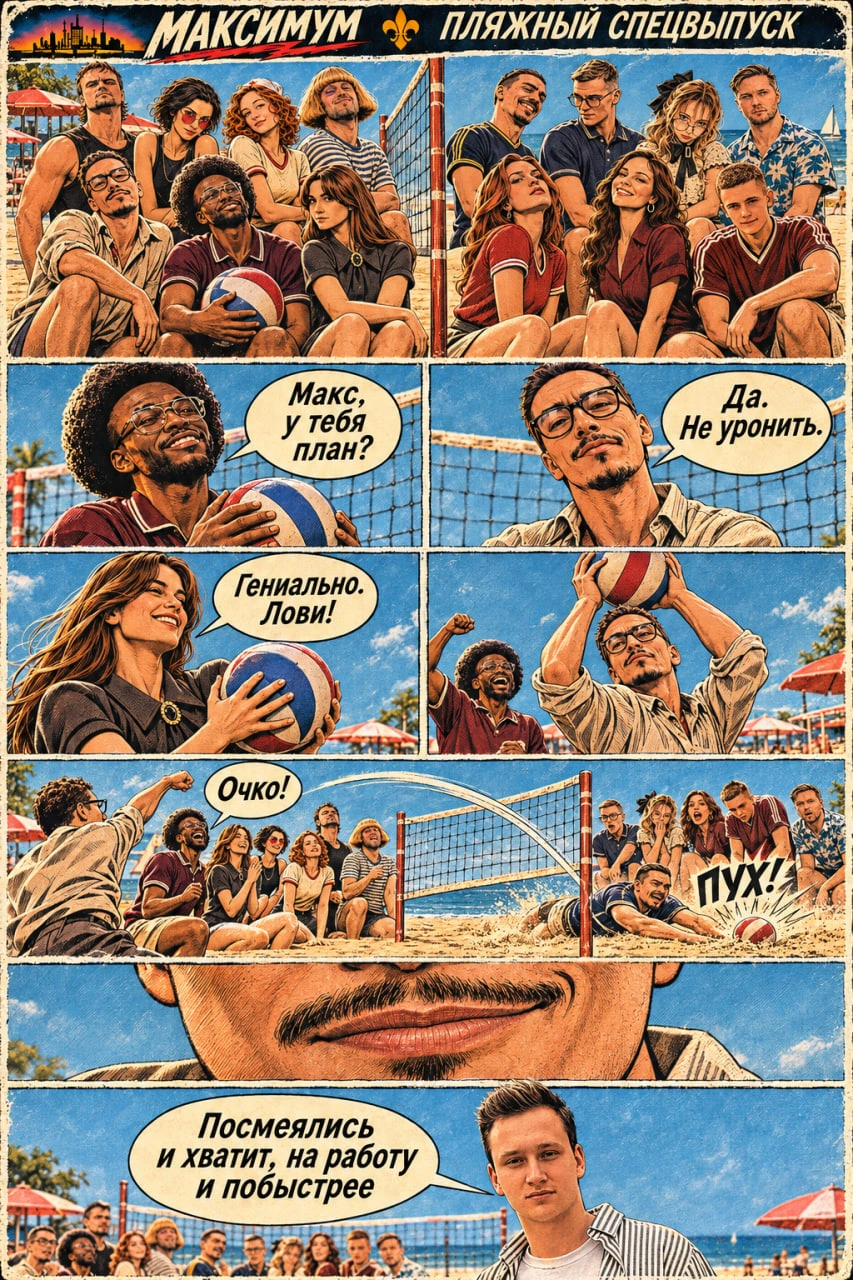 МАКСИМУМ ПЛЯЖНЫЙ СПЕЦВЫПУСК
Макс,
у тебя
план?
Да.
Не уронить.
Гениально.
Лови!
Очко!
ПУХ!
Посмеялись
и хватит, на работу
и побыстрее